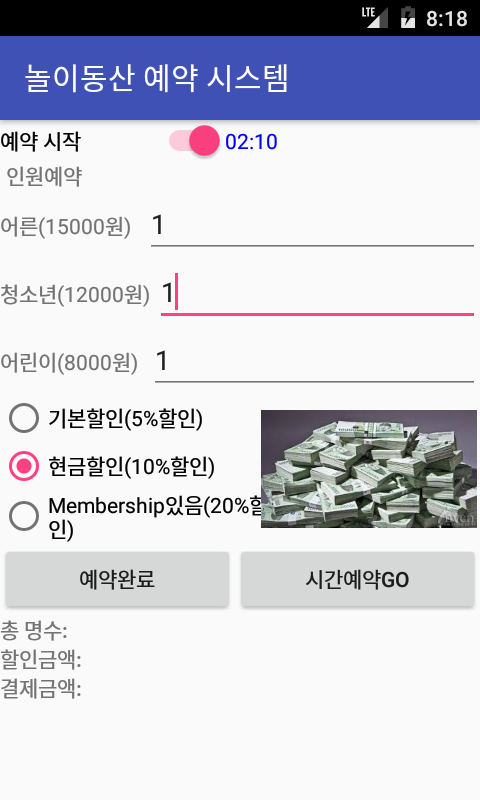 LTE 8:18
놀이동산 예약 시스템
예약 시작 02:10
인원예약
어른(15000원) 1
청소년(12000원) 1
어린이(8000원) 1
기본할인(5%할인)
현금할인(10%할인)
Membership있음(20%할
인)
예약완료 시간예약GO
총 명수:
할인금액:
결제금액: